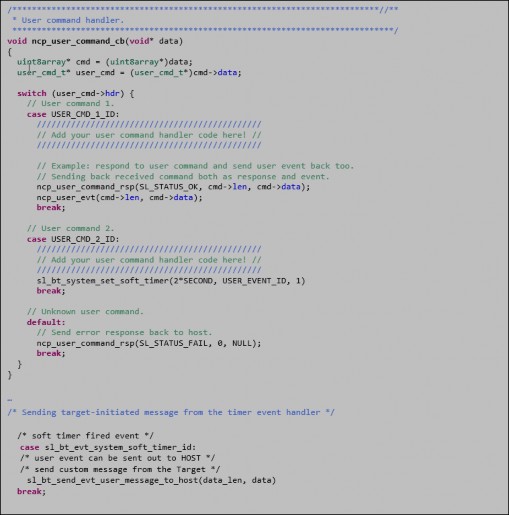 /****************************************************************************//**
 * User command handler.
 *******************************************************************************/
void ncp_user_command_cb(void* data)
{
  uint8array* cmd = (uint8array*)data;
  user_cmd_t* user_cmd = (user_cmd_t*)cmd->data;

  switch (user_cmd->hdr) {
    // User command 1.
    case USER_CMD_1_ID:
      //////////////////////////////////////////////
      // Add your user command handler code here! //
      //////////////////////////////////////////////

      // Example: respond to user command and send user event back too.
      // Sending back received command both as response and event.
      ncp_user_command_rsp(SL_STATUS_OK, cmd->len, cmd->data);
      ncp_user_evt(cmd->len, cmd->data);
      break;

    // User command 2.
    case USER_CMD_2_ID:
      //////////////////////////////////////////////
      // Add your user command handler code here! //
      //////////////////////////////////////////////
      sl_bt_system_set_soft_timer(2*SECOND, USER_EVENT_ID, 1)
      break;

    // Unknown user command.
    default:
      // Send error response back to host.
      ncp_user_command_rsp(SL_STATUS_FAIL, 0, NULL);
      break;
  }
}

…
/* Sending target-initiated message from the timer event handler */

  /* soft timer fired event */
   case sl_bt_evt_system_soft_timer_id:
   /* user event can be sent out to HOST */
   /* send custom message from the Target */
    sl_bt_send_evt_user_message_to_host(data_len, data)
  break;